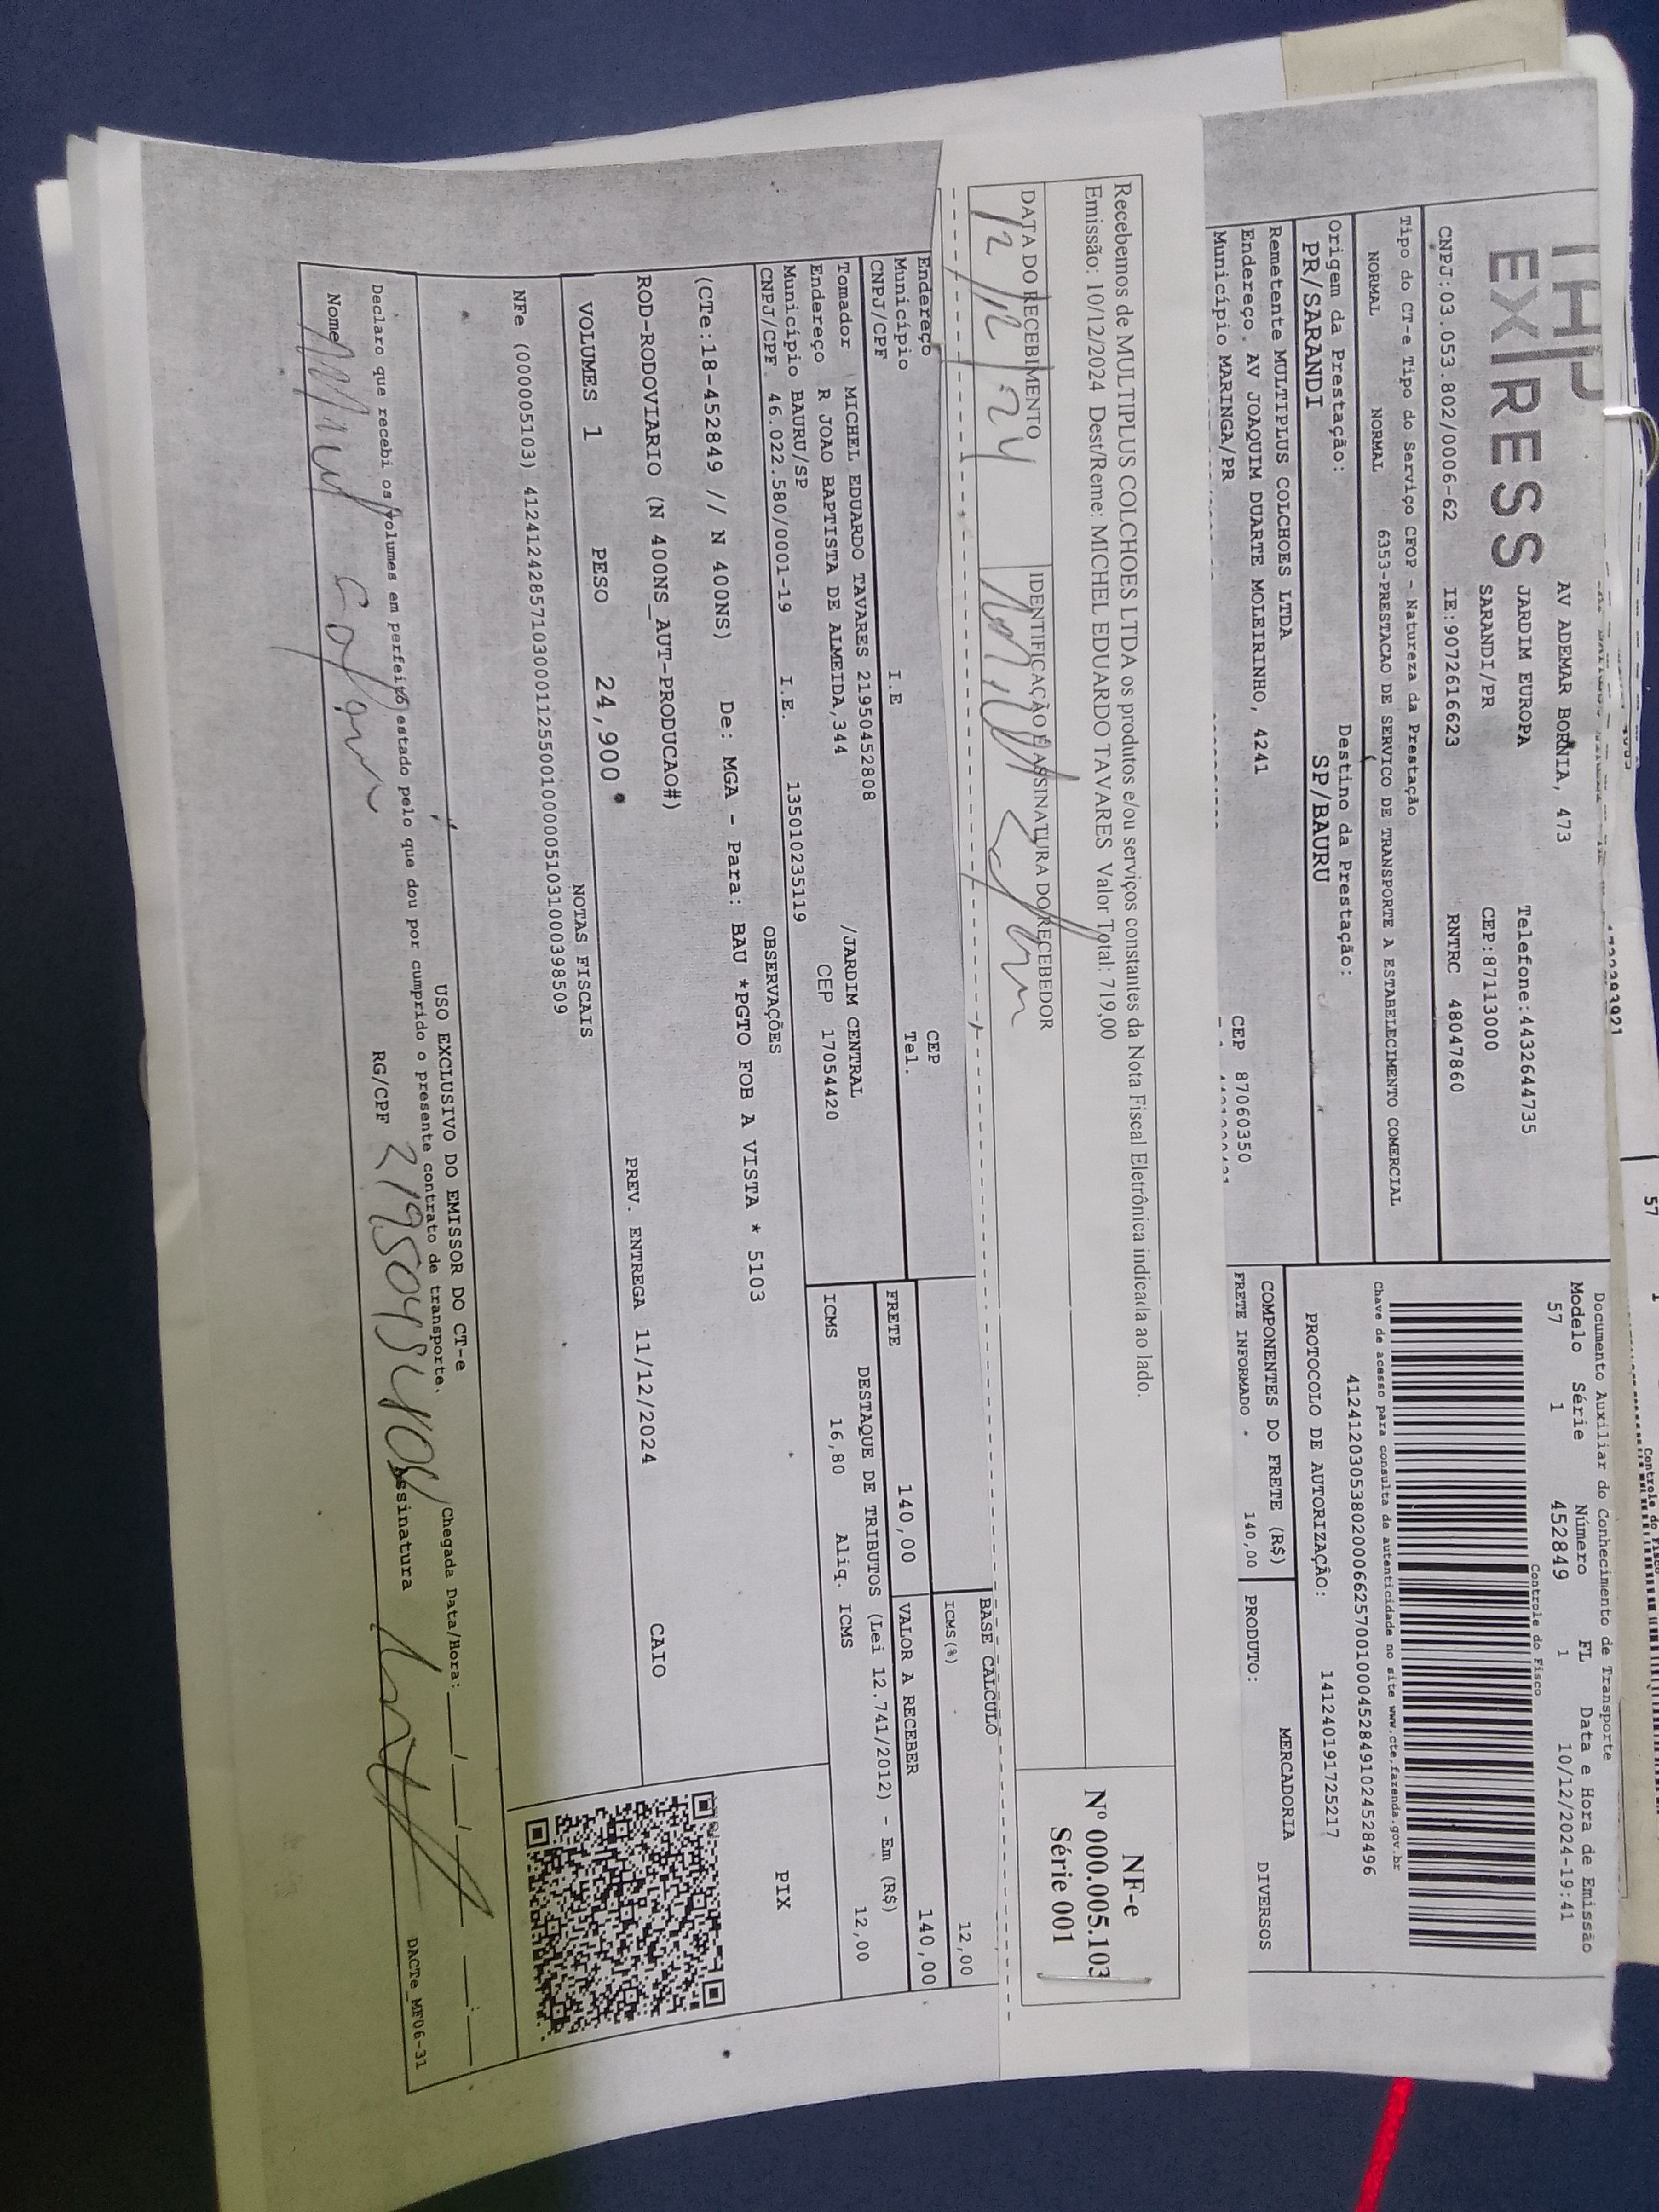 EXPRESS
AV ADEMAR BORNIA, 473
JARDIM EUROPA Telefone:4432644735
SARANDI/PR CEP:87113000
CNPJ:03.053.802/0006-62 IE:9072616623 RNTRC 48047860
Tipo do CT-e Tipo do Serviço CFOP - Natureza da Prestação
NORMAL NORMAL 6353-PRESTACAO DE SERVICO DE TRANSPORTE A ESTABELECIMENTO COMERCIAL
Origem da Prestação: Destino da Prestação:
PR/SARANDI SP/BAURU
Remetente MULTIPLUS COLCHOES LTDA
Endereço . AV JOAQUIM DUARTE MOLEIRINHO, 4241
Município MARINGA/PR CEP 87060350
Documento Auxiliar do Conhecimento de Transporte
Modelo Série Número FL Data e Hora de Emissão
57 1 452849 1 10/12/2024-19:41
Controle do Fisco
Chave de acesso para consulta de autenticidade no site www.cte.fazenda.gov.br
41241203053802000662570010004528491024528496
PROTOCOLO DE AUTORIZAÇÃO: 141240191725217
COMPONENTES DO FRETE (R$) MERCADORIA
FRETE INFORMADO 140,00 PRODUTO: DIVERSOS
Recebemos de MULTIPLUS COLCHOES LTDA os produtos e/ou serviços constantes da Nota Fiscal Eletrônica indicada ao lado.
Emissão: 10/12/2024 Dest/Reme: MICHEL EDUARDO TAVARES Valor Total: 719,00
DATA DO RECEBIMENTO IDENTIFICAÇÃO E ASSINATURA DO RECEBEDOR
12/12/24
NF-e
Nº 000.005.103
Série 001
BASE CALCULO
ICMS(%) 12,00
Endereço CEP
Município I.E Tel.
CNPJ/CPF
FRETE 140,00 VALOR A RECEBER 140,00
Tomador MICHEL EDUARDO TAVARES 21950452808
Endereço R JOAO BAPTISTA DE ALMEIDA,344 /JARDIM CENTRAL
Município BAURU/SP CEP 17054420
CNPJ/CPF. 46.022.580/0001-19 I.E. 135010235119
DESTAQUE DE TRIBUTOS (Lei 12.741/2012) - Em (R$)
ICMS 16,80 Aliq. ICMS 12,00
OBSERVAÇÕES
PIX
(CTe:18-452849 // N 400NS) De: MGA - Para: BAU *PGTO FOB A VISTA * 5103
ROD-RODOVIARIO (N 400NS_AUT-PRODUCAO#)
VOLUMES 1 PESO 24,900 PREV. ENTREGA 11/12/2024 CAIO
NOTAS FISCAIS
NFe (000005103) 41241242857103000112550010000051031000398509
USO EXCLUSIVO DO EMISSOR DO CT-e
Declaro que recebi os volumes em perfeito estado pelo que dou por cumprido o presente contrato de transporte.
Chegada Data/Hora: ___/___/___ ___:___
Nome RG/CPF Assinatura
DACTe_MF06-31